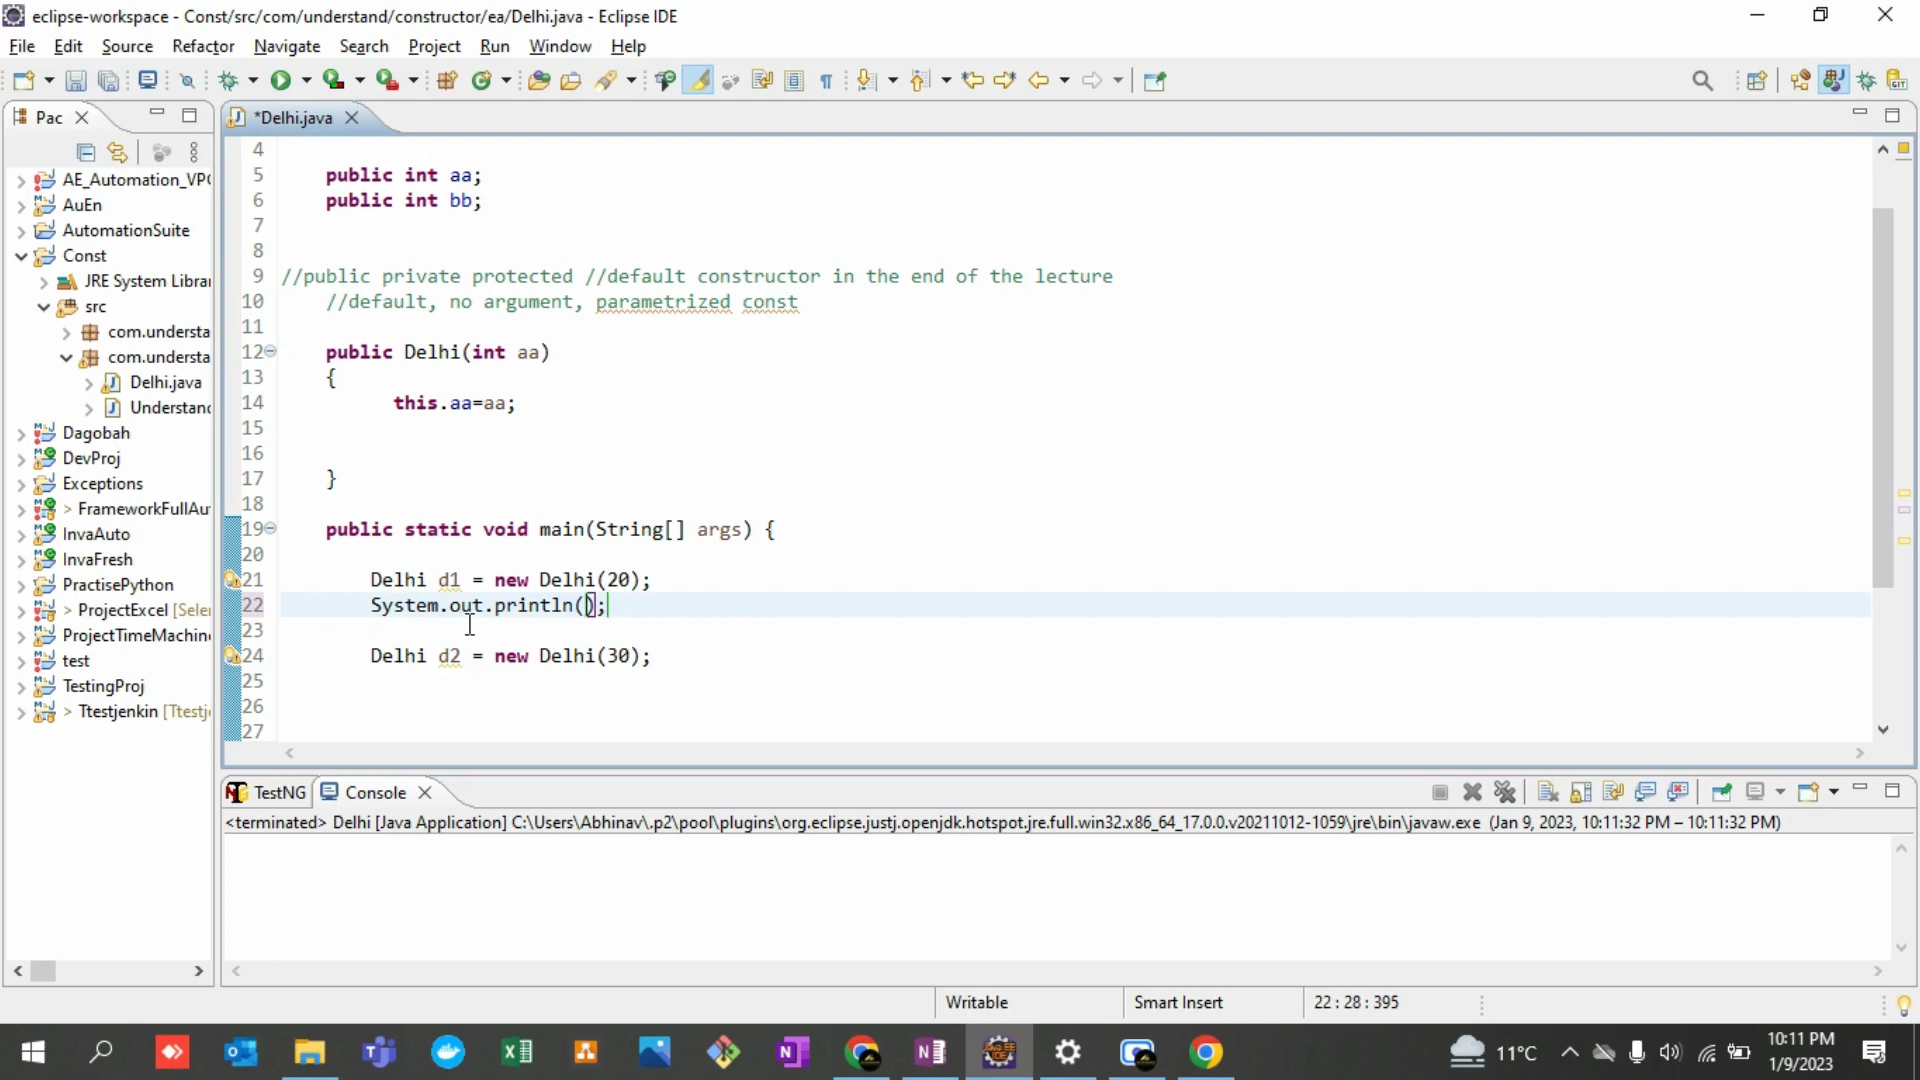 eclipse-workspace - Const/src/com/understand/constructor/ea/Delhi.java - Eclipse IDE
File Edit Source Refactor Navigate Search Project Run Window Help
Pac
*Delhi.java
AE_Automation_VPC
AuEn
AutomationSuite
Const
JRE System Librar
src
com.understa
com.understa
Delhi.java
Understand
Dagobah
DevProj
Exceptions
> FrameworkFullAu
InvaAuto
InvaFresh
PractisePython
> ProjectExcel [Seler
ProjectTimeMachin
test
TestingProj
> Ttestjenkin [Ttestj
4
5 public int aa;
6 public int bb;
7
8
9 //public private protected //default constructor in the end of the lecture
10 //default, no argument, parametrized const
11
12 public Delhi(int aa)
13 {
14 this.aa=aa;
15
16
17 }
18
19 public static void main(String[] args) {
20
21 Delhi d1 = new Delhi(20);
22 System.out.println();
23
24 Delhi d2 = new Delhi(30);
25
26
27
TestNG Console
<terminated> Delhi [Java Application] C:\Users\Abhinav\.p2\pool\plugins\org.eclipse.justj.openjdk.hotspot.jre.full.win32.x86_64_17.0.0.v20211012-1059\jre\bin\javaw.exe (Jan 9, 2023, 10:11:32 PM – 10:11:32 PM)
Writable Smart Insert 22 : 28 : 395
11°C
10:11 PM
1/9/2023